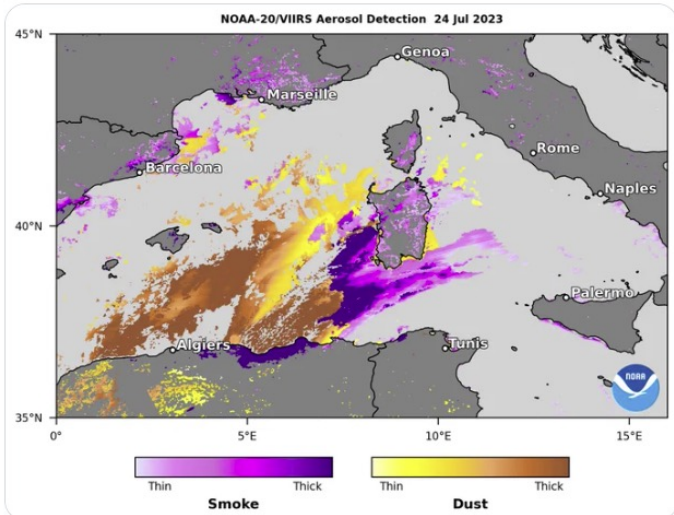 NOAA-20/VIIRS Aerosol Detection 24 Jul 2023
45°N
Genoa
Marseille
Rome
Barcelona
Naples
40°N
Palermo
Algiers
Tunis
NOAA
35°N
0° 5°E 10°E 15°E
Thin Thick Thin Thick
Smoke Dust